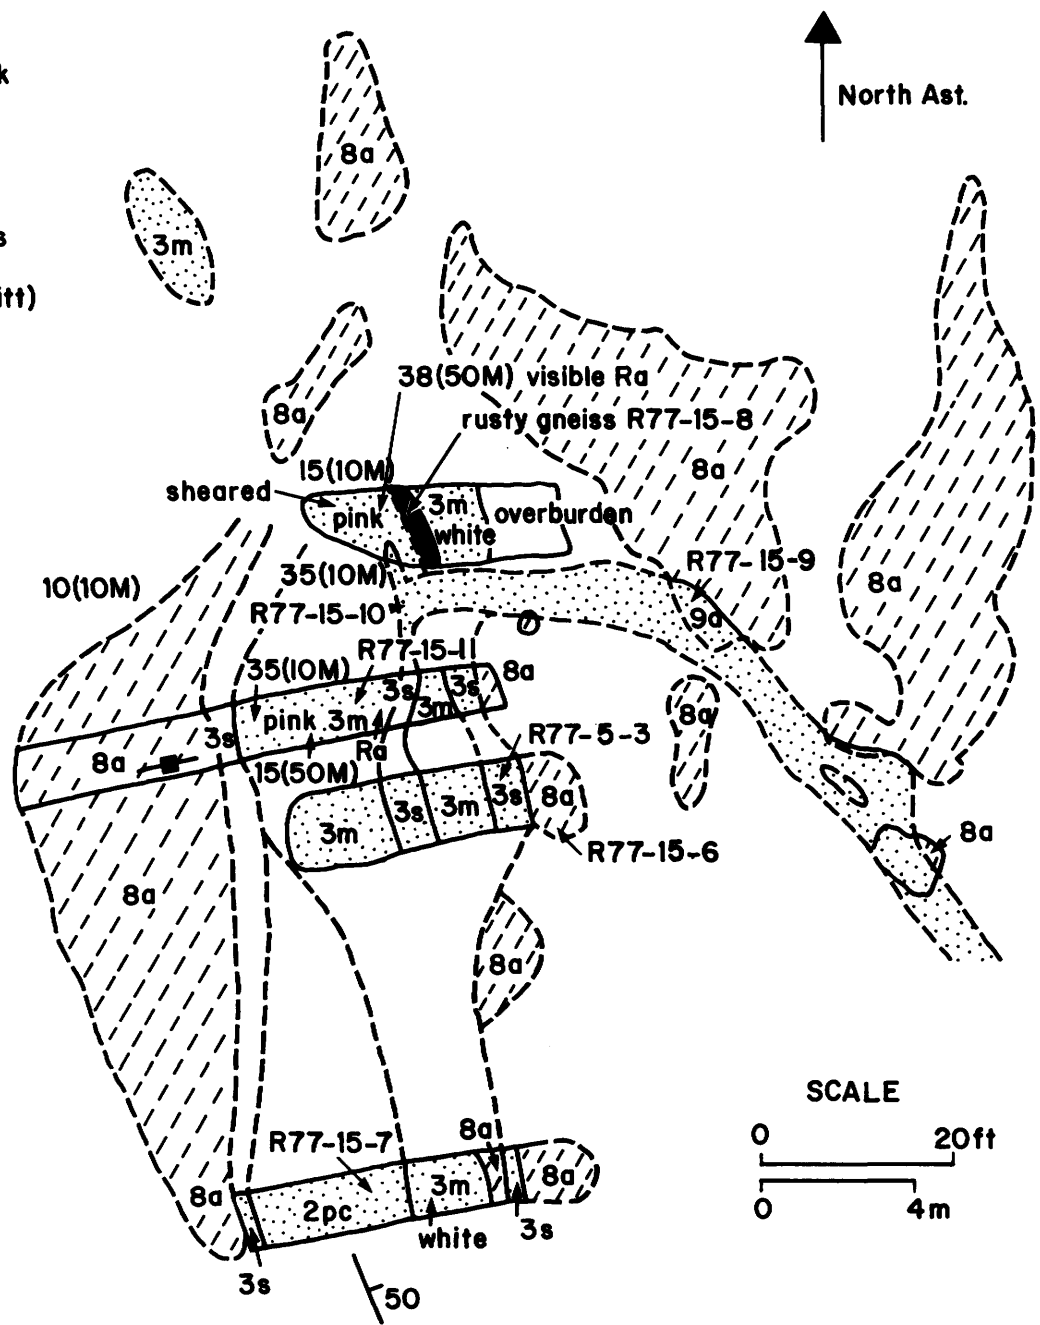 k
North Ast.
8a
3m
s
itt)
38(50M) visible Ra
8a
rusty gneiss R77-15-8
15(10M)
8a
sheared
3m
pink
white
overburden
R77-15-9
10(10M)
35(10M)
8a
R77-15-10
9a
R77-15-11
35(10M)
3s
3s
8a
3m
pink 3m
8a
3s
8a
Ra
R77-5-3
15(50M)
3s
3m
3s
8a
3m
8a
R77-15-6
8a
8a
SCALE
0
20ft
R77-15-7
8a
8a
3m
8a
2pc
0
4m
white
3s
3s
50